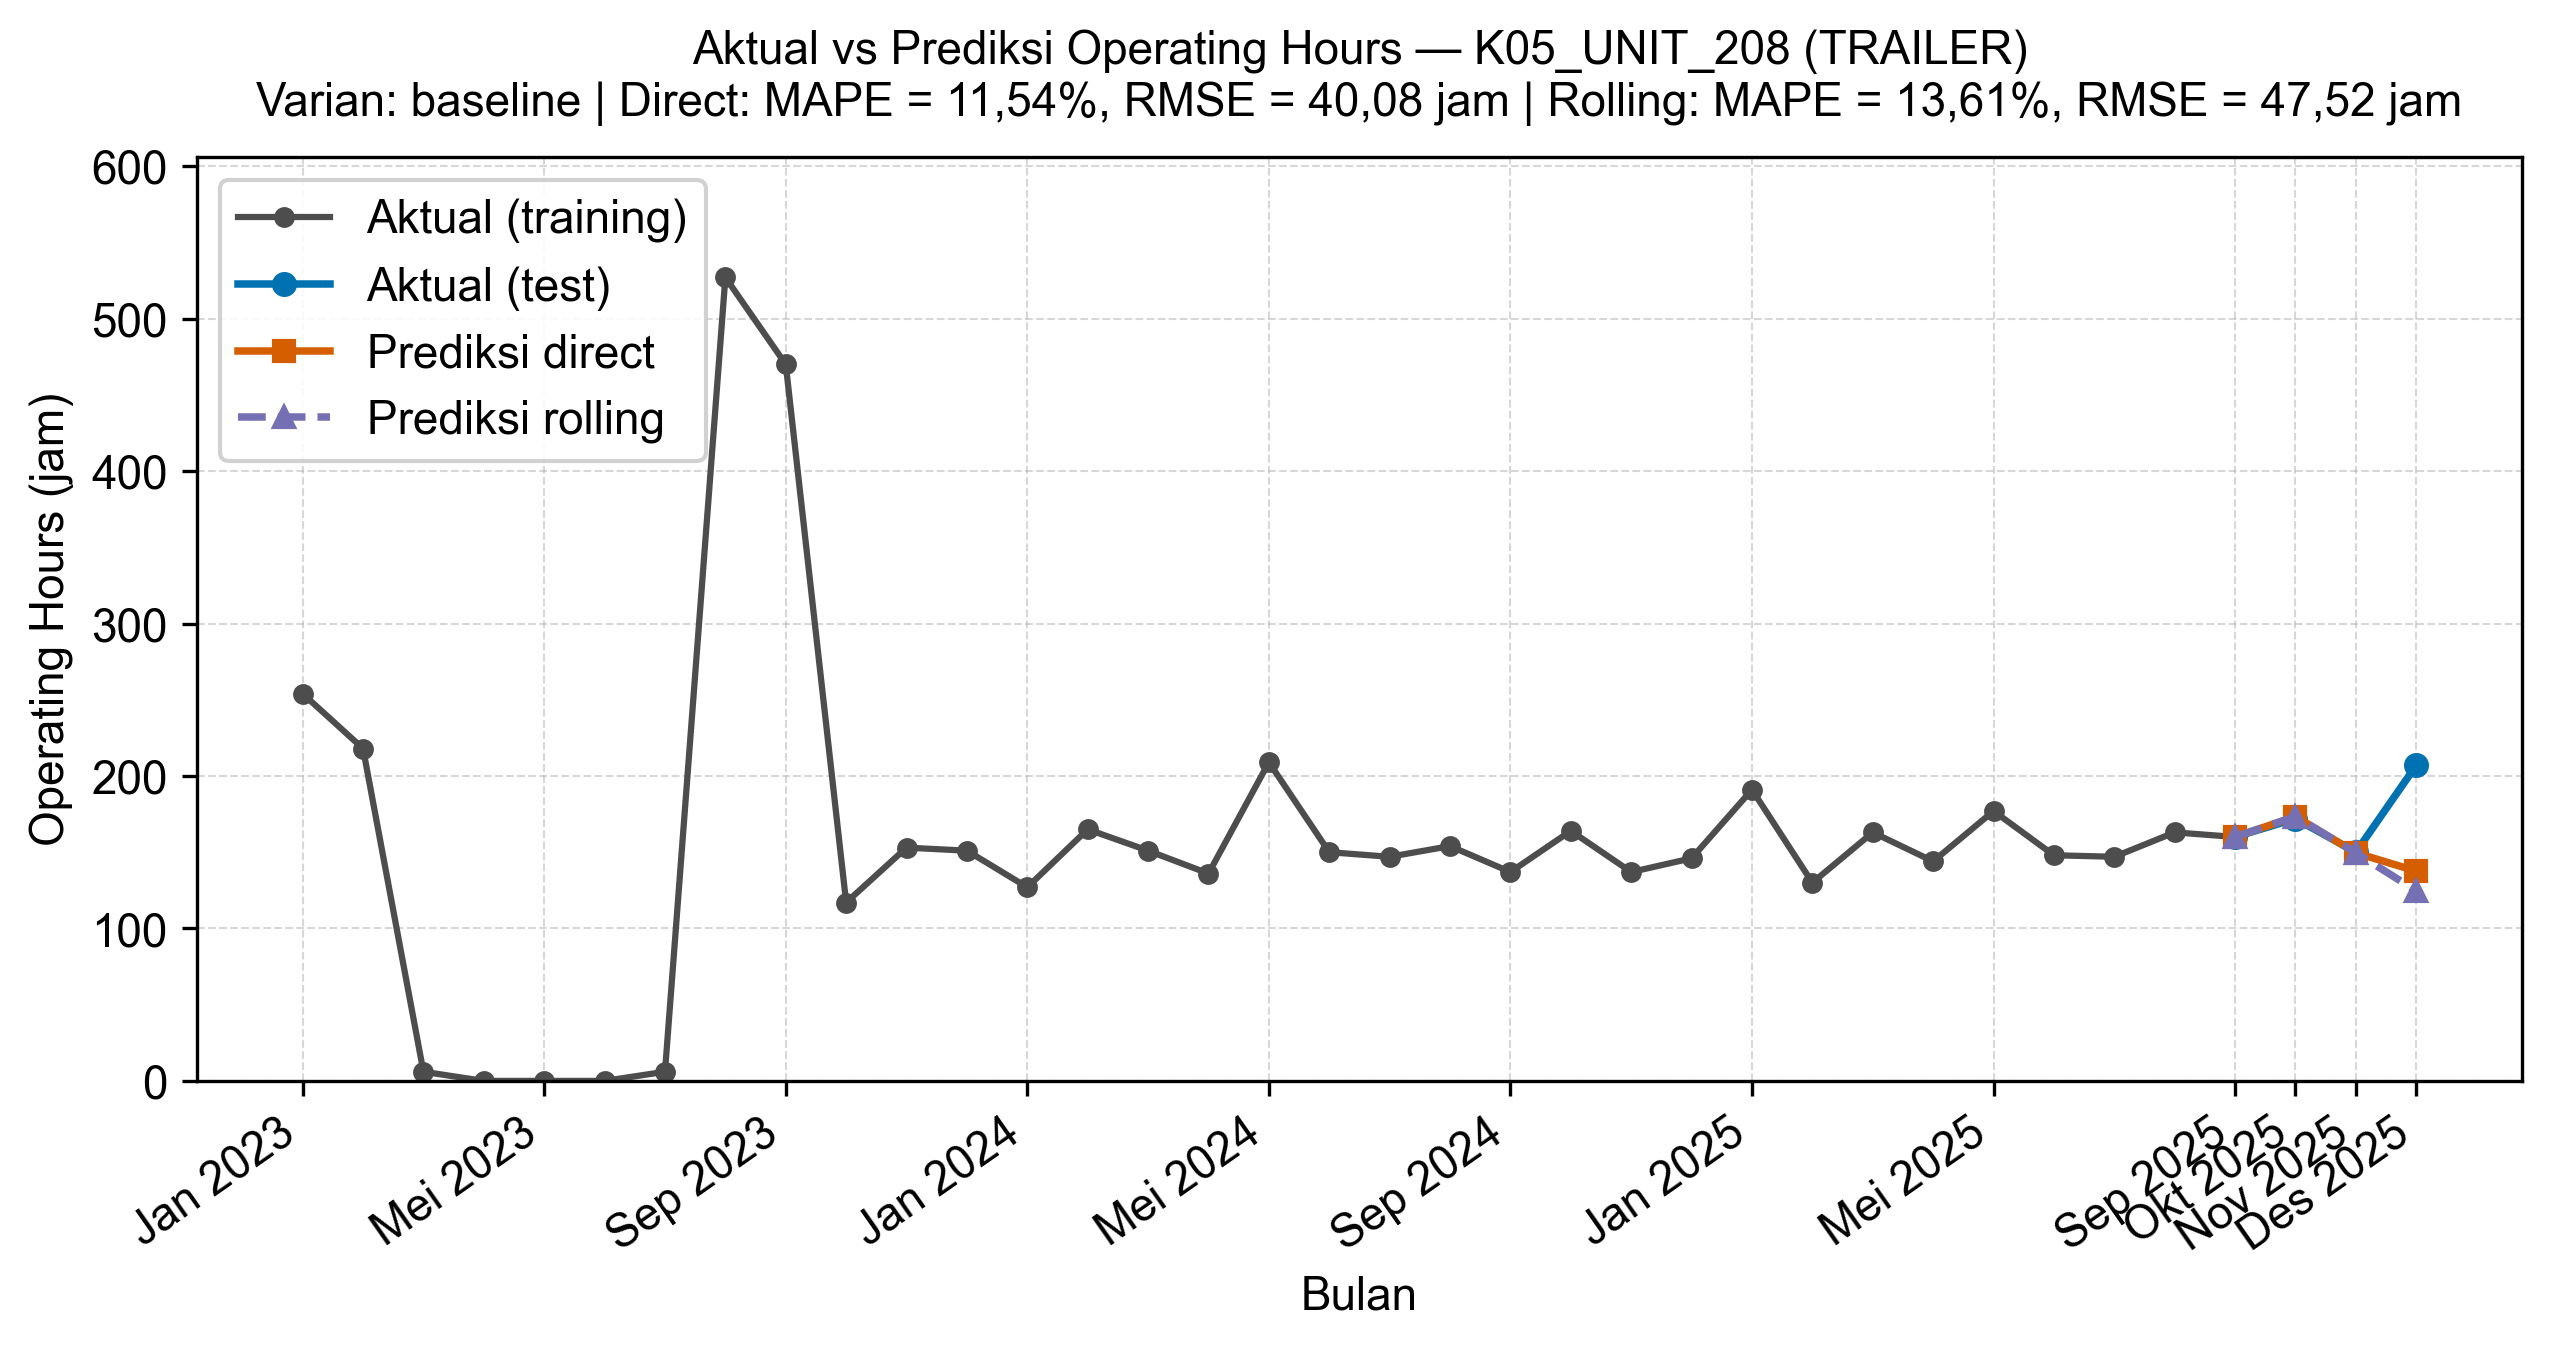 Aktual vs Prediksi Operating Hours — K05_UNIT_208 (TRAILER)
Varian: baseline | Direct: MAPE = 11,54%, RMSE = 40,08 jam | Rolling: MAPE = 13,61%, RMSE = 47,52 jam
Aktual (training)
Aktual (test)
Prediksi direct
Prediksi rolling
Operating Hours (jam)
600
500
400
300
200
100
0
Jan 2023
Mei 2023
Sep 2023
Jan 2024
Mei 2024
Sep 2024
Jan 2025
Mei 2025
Sep 2025
Okt 2025
Nov 2025
Des 2025
Bulan